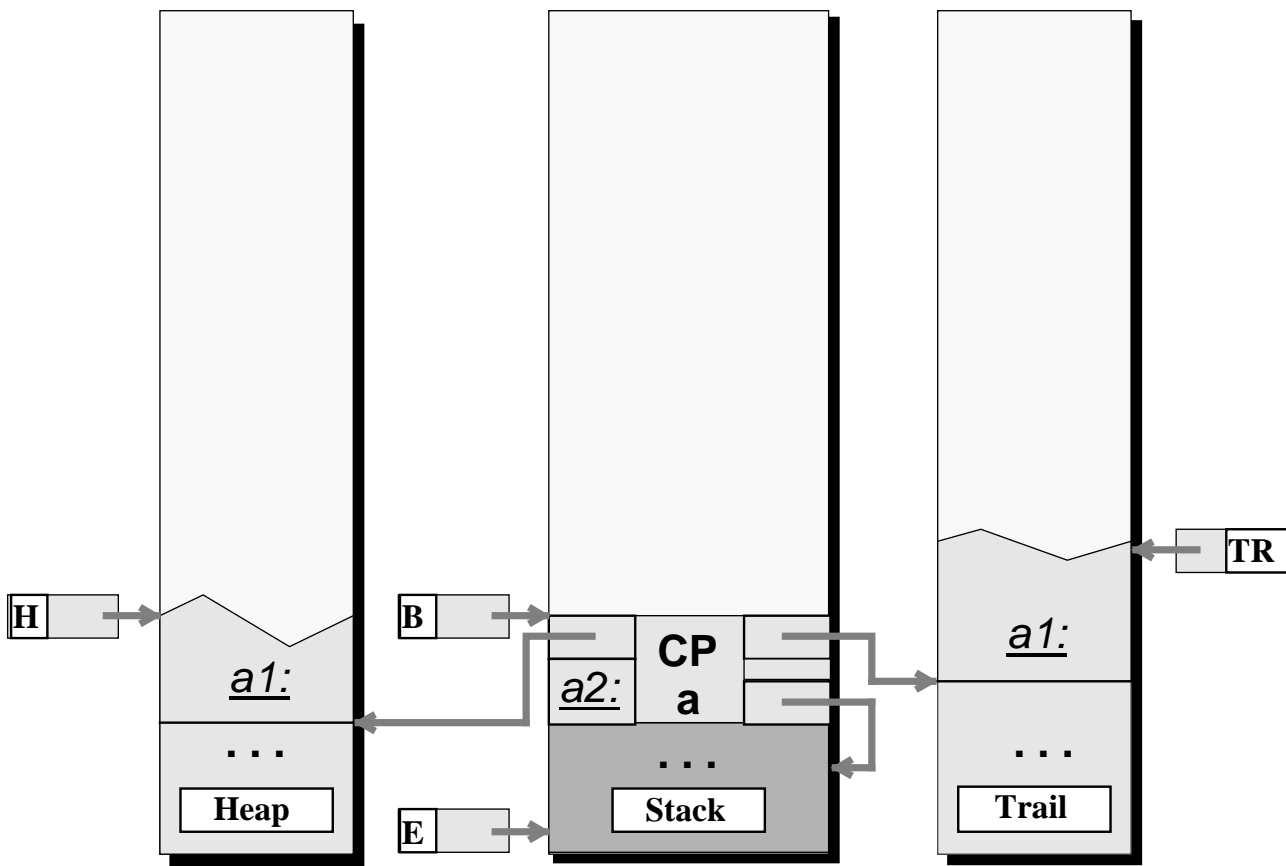 TR
H
B
CP
a
a1:
a2:
a1:
. . .
. . .
. . .
Heap
Stack
Trail
E